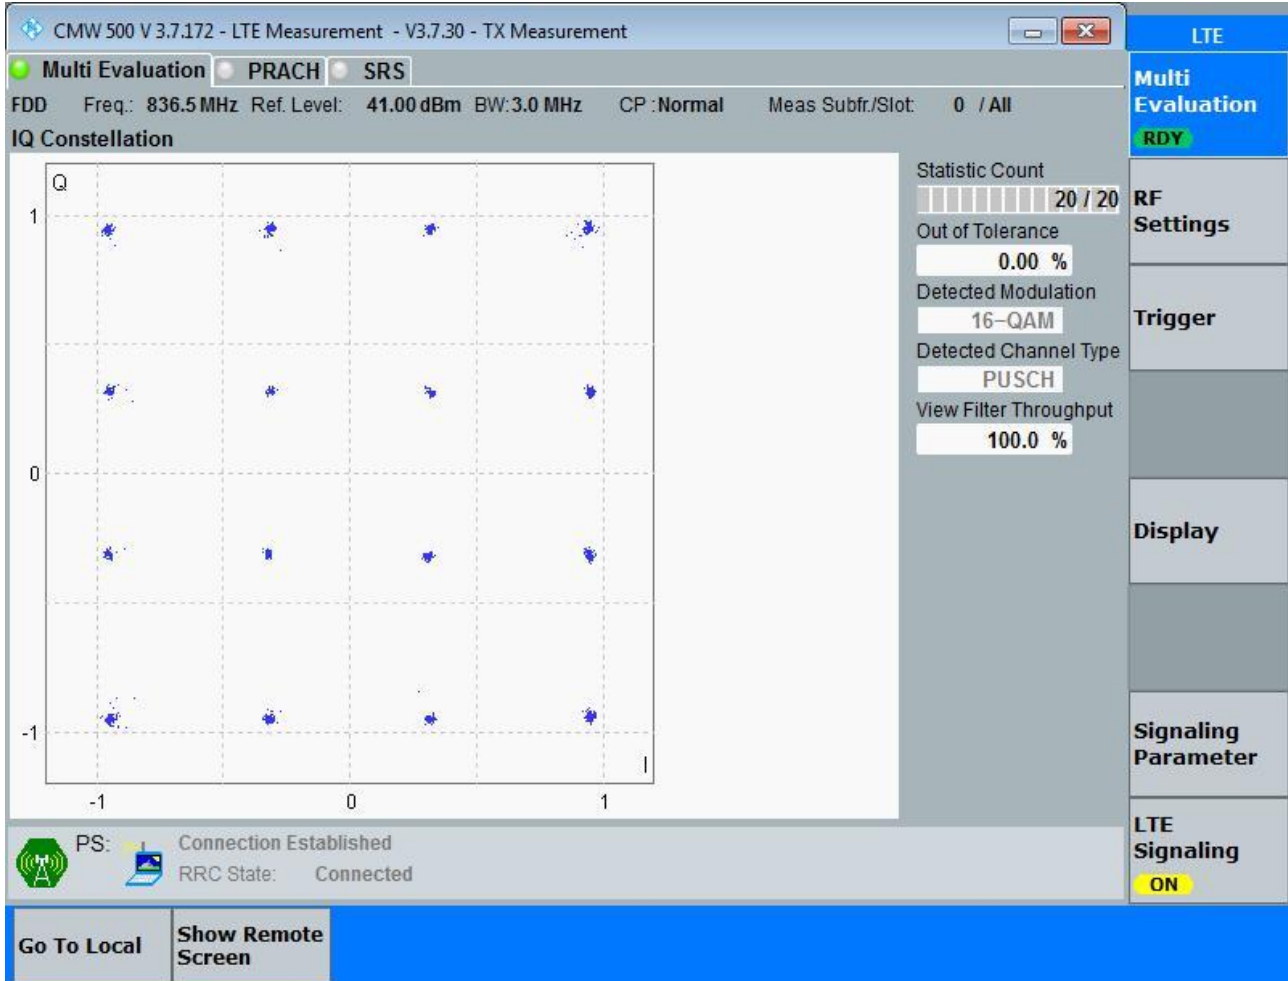 CMW 500 V 3.7.172 - LTE Measurement - V3.7.30 - TX Measurement
LTE
Multi Evaluation PRACH SRS
Multi
Evaluation
RDY
FDD Freq.: 836.5 MHz Ref. Level: 41.00 dBm BW: 3.0 MHz CP : Normal Meas Subfr./Slot: 0 / All
IQ Constellation
Q
1
0
-1
I
-1 0 1
Statistic Count
20 / 20
Out of Tolerance
0.00 %
Detected Modulation
16-QAM
Detected Channel Type
PUSCH
View Filter Throughput
100.0 %
RF
Settings
Trigger
Display
Signaling
Parameter
LTE
Signaling
ON
PS: Connection Established
RRC State: Connected
Go To Local
Show Remote
Screen